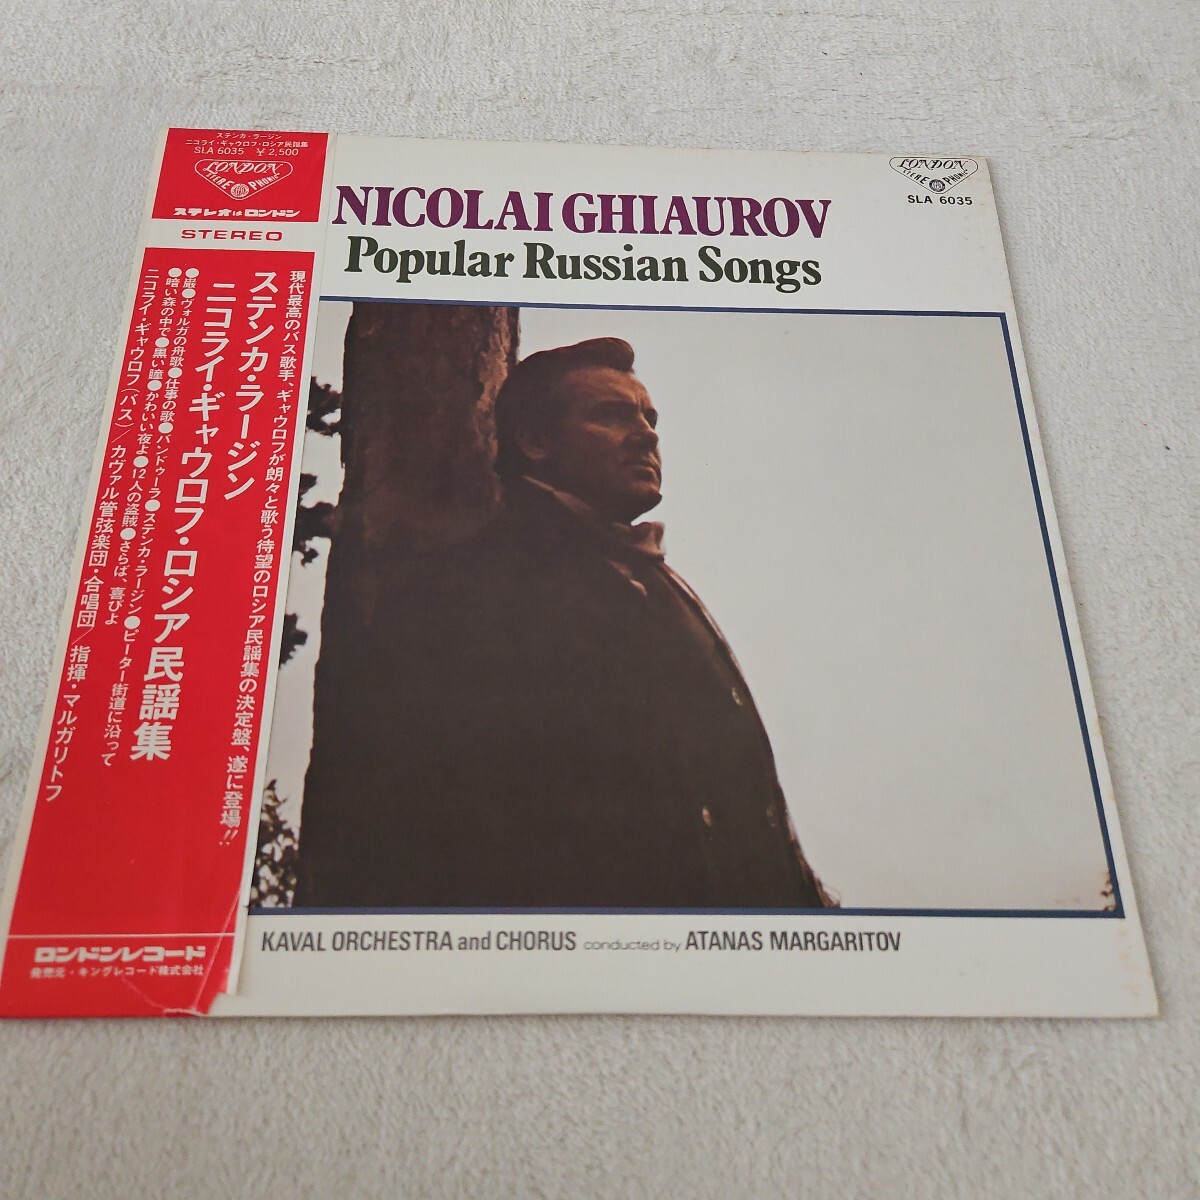 ステンカ・ラージン
ニコライ・ギャウロフ・ロシア民謡集
SLA 6035 ￥2,500
LONDON
STEREO PHONIC
ステレオはロンドン
STEREO
現代最高のバス歌手、ギャウロフが朗々と歌う待望のロシア民謡集の決定盤、遂に登場!!
ステンカ・ラージン
ニコライ・ギャウロフ・ロシア民謡集
●巌●ヴォルガの舟歌●仕事の歌●バンドゥーラ●ステンカ・ラージン●ピーター街道に沿って
●暗い森の中で●黒い瞳●かわいい夜よ●12人の盗賊●さらば、喜びよ
ニコライ・ギャウロフ(バス)/カヴァル管弦楽団・合唱団/指揮・マルガリトフ
ロンドンレコード
発売元・キングレコード株式会社
NICOLAI GHIAUROV
Popular Russian Songs
LONDON
STEREO PHONIC
SLA 6035
KAVAL ORCHESTRA and CHORUS conducted by ATANAS MARGARITOV